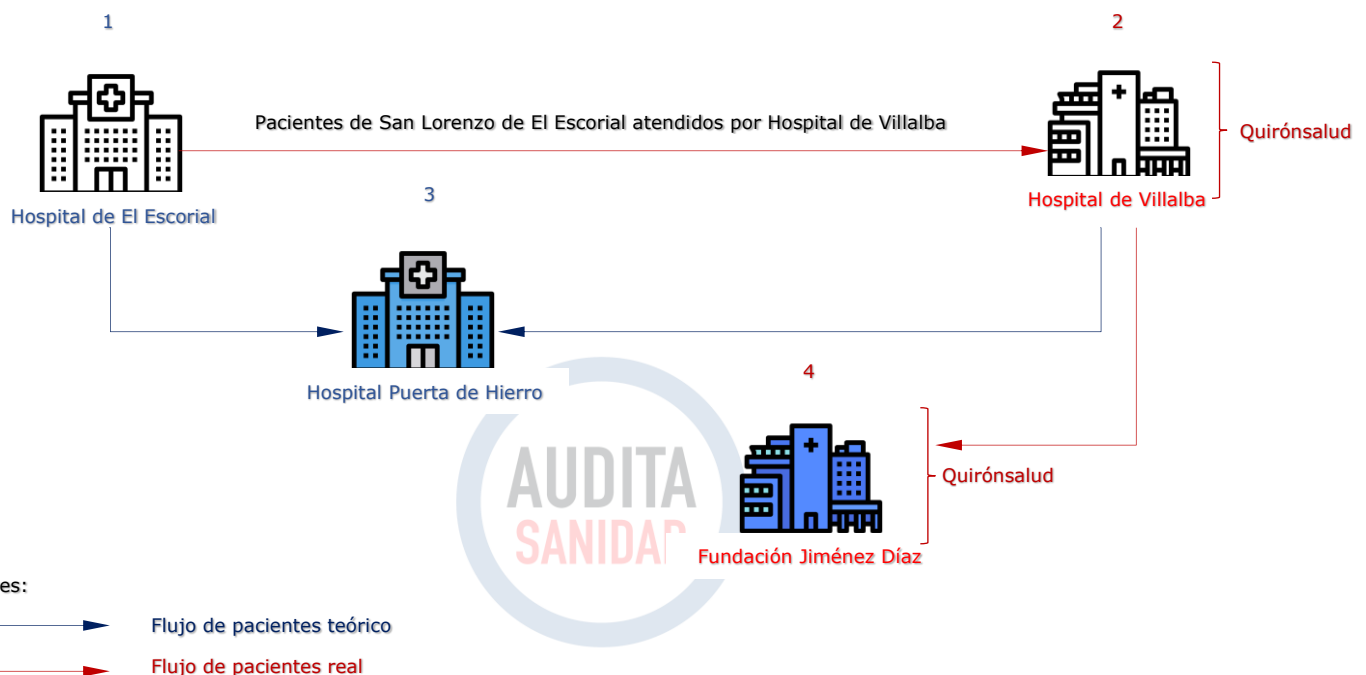 1
2
Pacientes de San Lorenzo de El Escorial atendidos por Hospital de Villalba
Quirónsalud
Hospital de El Escorial
Hospital de Villalba
3
Hospital Puerta de Hierro
4
AUDITA
SANIDAD
Quirónsalud
Fundación Jiménez Díaz
es:
Flujo de pacientes teórico
Flujo de pacientes real